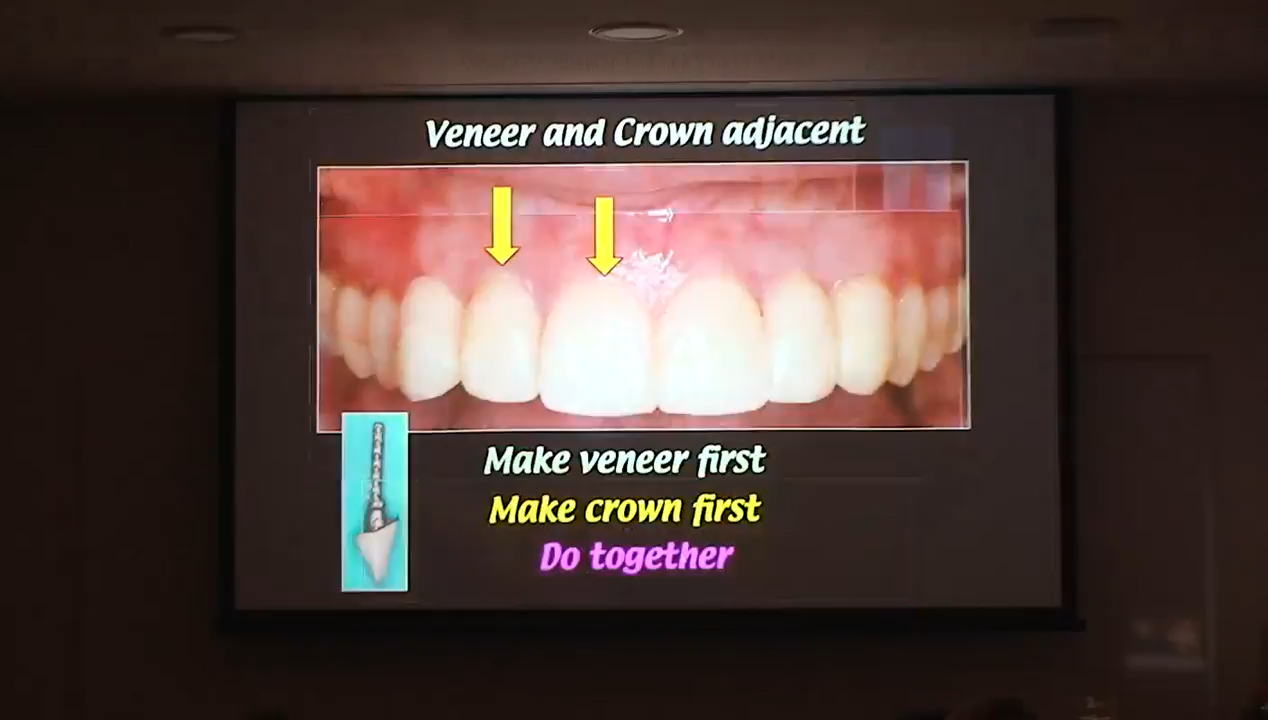 Veneer and Crown adjacent
Make veneer first
Make crown first
Do together